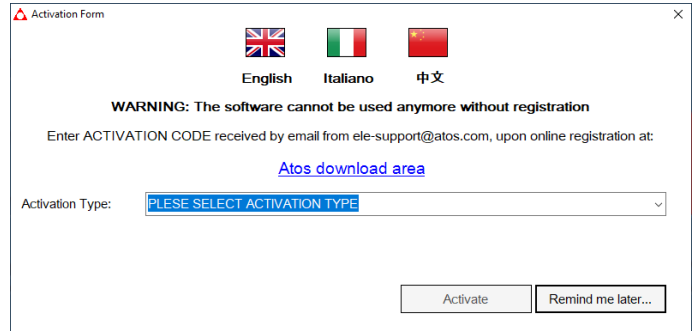 Activation Form
English Italiano 中文
WARNING: The software cannot be used anymore without registration
Enter ACTIVATION CODE received by email from ele-support@atos.com, upon online registration at:
Atos download area
Activation Type: PLESE SELECT ACTIVATION TYPE
Activate Remind me later...